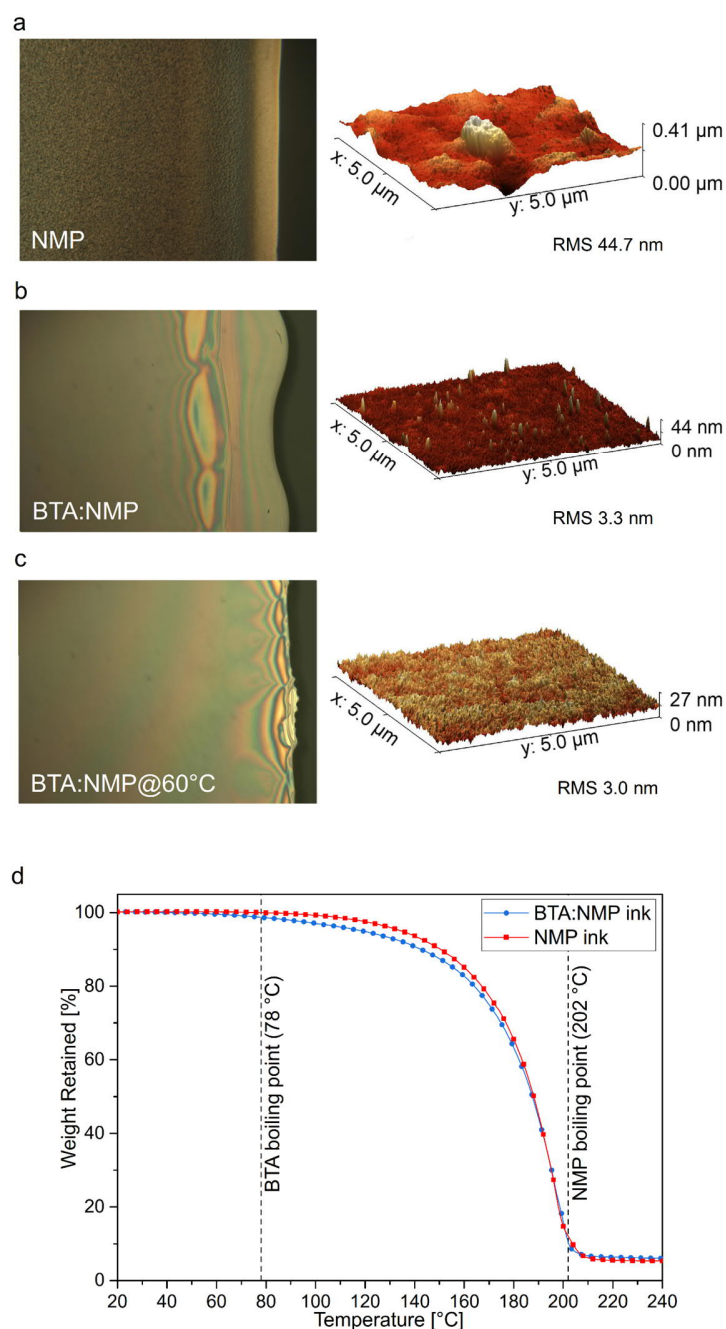 a
NMP
x: 5.0 µm
y: 5.0 µm
0.41 µm
0.00 µm
RMS 44.7 nm
b
BTA:NMP
x: 5.0 µm
y: 5.0 µm
44 nm
0 nm
RMS 3.3 nm
c
BTA:NMP@60°C
x: 5.0 µm
y: 5.0 µm
27 nm
0 nm
RMS 3.0 nm
d
Weight Retained [%]
100
80
60
40
20
0
BTA boiling point (78 °C)
BTA:NMP ink
NMP ink
NMP boiling point (202 °C)
20 40 60 80 100 120 140 160 180 200 220 240
Temperature [°C]